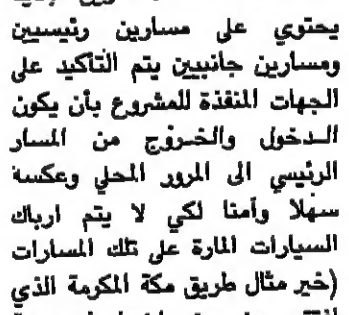 يحتوي على مسارين رئيسيين
ومسارين جانبيين يتم التأكيد على
الجهات المنفذة للمشروع بأن يكون
الدخول والخروج من المسار
الرئيسي الى المرور المحلي وعكسة
سهلا وأمنا لكي لا يتم ارباك
السيارات المارة على تلك المسارات
(خير مثال طريق مكة المكرمة الذي